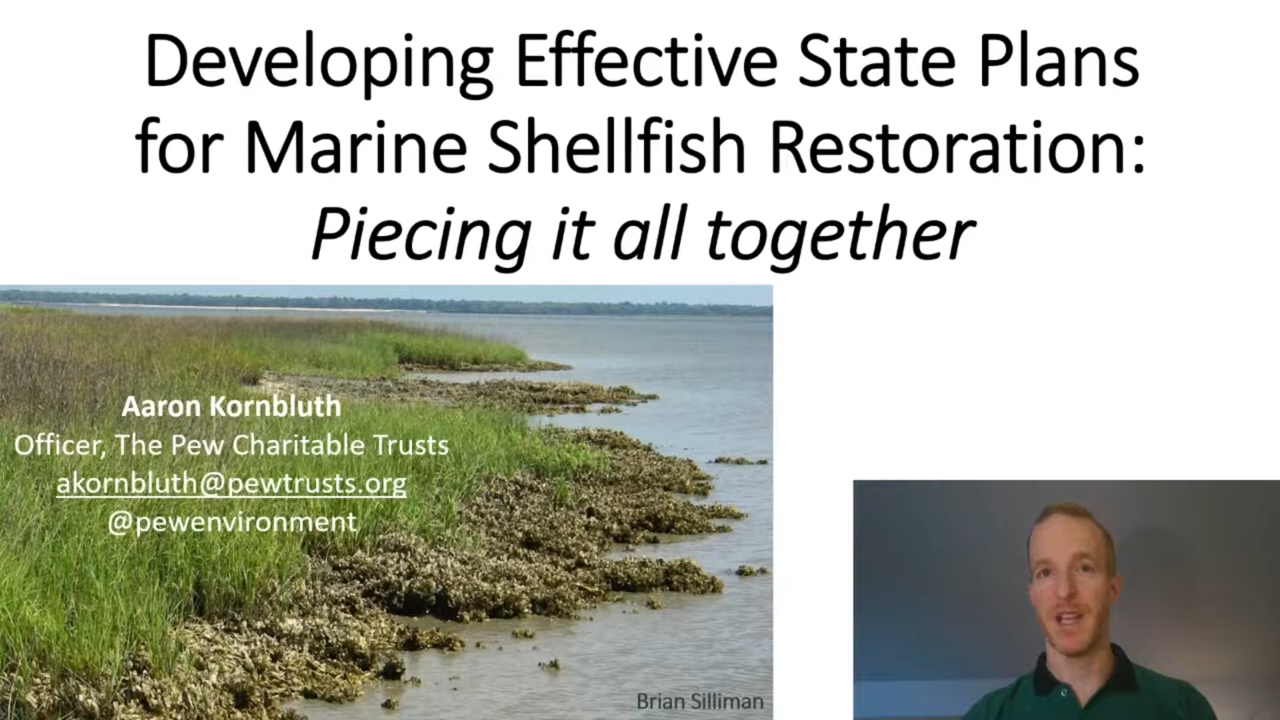 Developing Effective State Plans
for Marine Shellfish Restoration:
Piecing it all together
Aaron Kornbluth
Officer, The Pew Charitable Trusts
akornbluth@pewtrusts.org
@pewenvironment
Brian Silliman